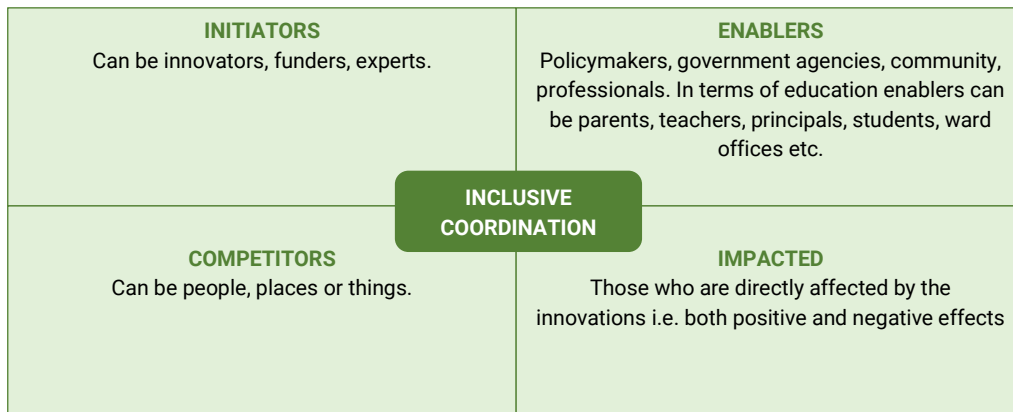 INITIATORS
Can be innovators, funders, experts.
ENABLERS
Policymakers, government agencies, community,
professionals. In terms of education enablers can
be parents, teachers, principals, students, ward
offices etc.
INCLUSIVE
COORDINATION
COMPETITORS
Can be people, places or things.
IMPACTED
Those who are directly affected by the
innovations i.e. both positive and negative effects